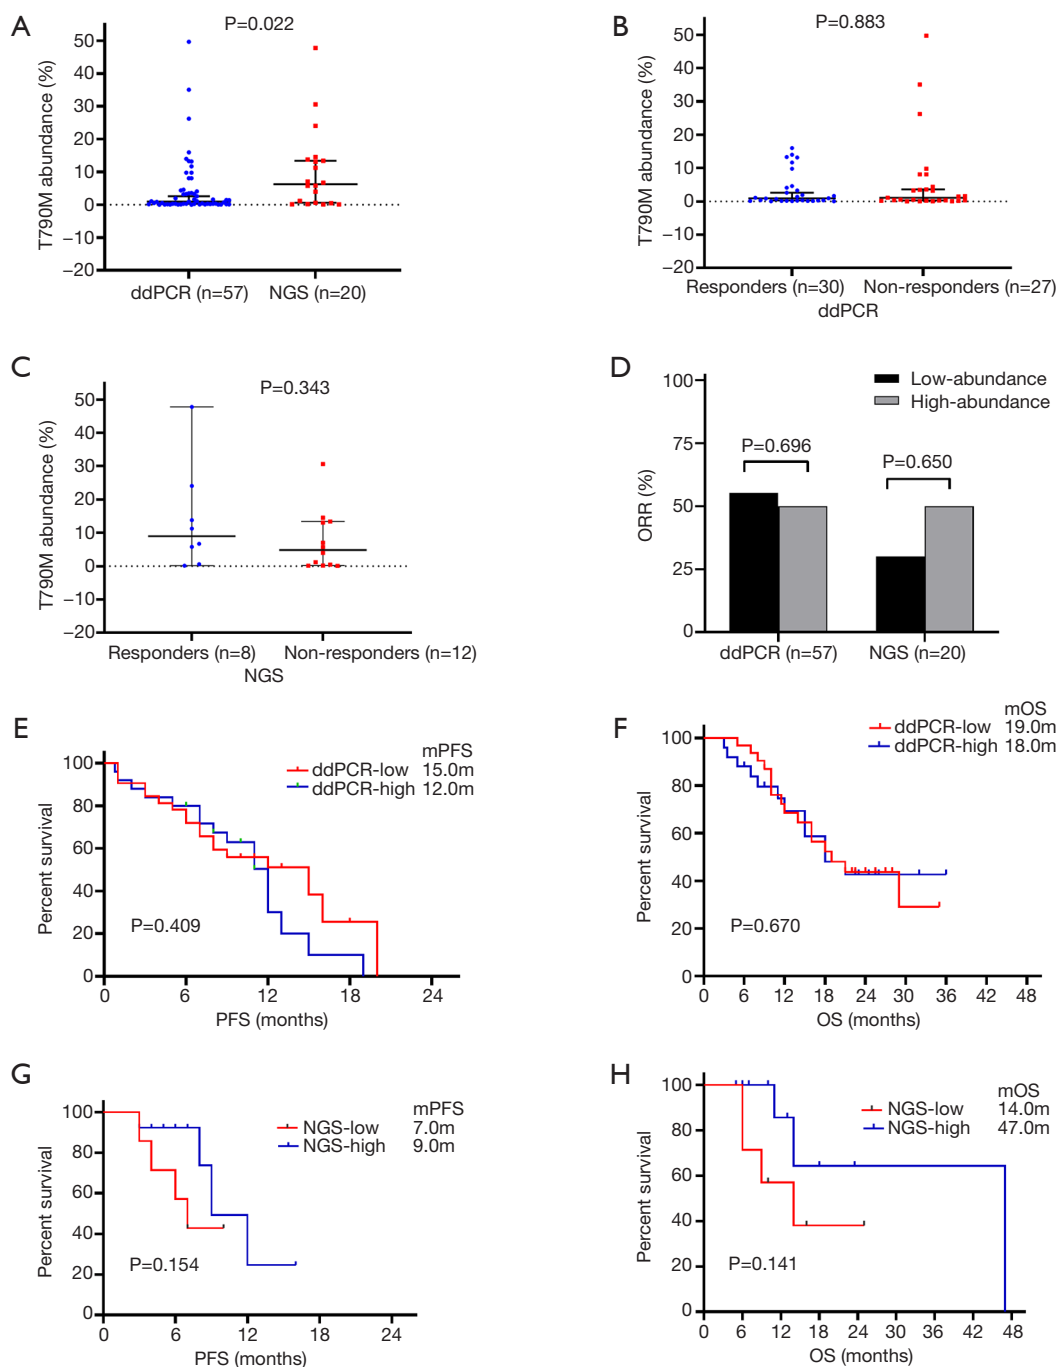 A
P=0.022
T790M abundance (%)
50
40
30
20
10
0
−10
−20
ddPCR (n=57)
NGS (n=20)
B
P=0.883
T790M abundance (%)
50
40
30
20
10
0
−10
−20
Responders (n=30)
Non-responders (n=27)
ddPCR
C
P=0.343
T790M abundance (%)
50
40
30
20
10
0
−10
−20
Responders (n=8)
Non-responders (n=12)
NGS
D
Low-abundance
High-abundance
P=0.696
P=0.650
ORR (%)
100
75
50
25
0
ddPCR (n=57)
NGS (n=20)
E
mPFS
ddPCR-low 15.0m
ddPCR-high 12.0m
Percent survival
100
80
60
40
20
0
P=0.409
0 6 12 18 24
PFS (months)
F
mOS
ddPCR-low 19.0m
ddPCR-high 18.0m
Percent survival
100
80
60
40
20
0
P=0.670
0 6 12 18 24 30 36 42 48
OS (months)
G
mPFS
NGS-low 7.0m
NGS-high 9.0m
Percent survival
100
80
60
40
20
0
P=0.154
0 6 12 18 24
PFS (months)
H
mOS
NGS-low 14.0m
NGS-high 47.0m
Percent survival
100
80
60
40
20
0
P=0.141
0 6 12 18 24 30 36 42 48
OS (months)